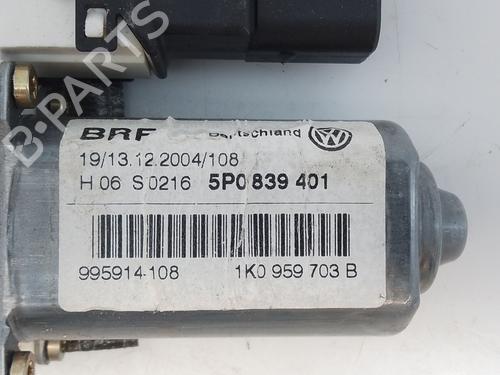 BRF Deutschland
19/13.12.2004/108
H 06 S 0216 5P0 839 401
995914-108 1K0 959 703 B
B-PARTS